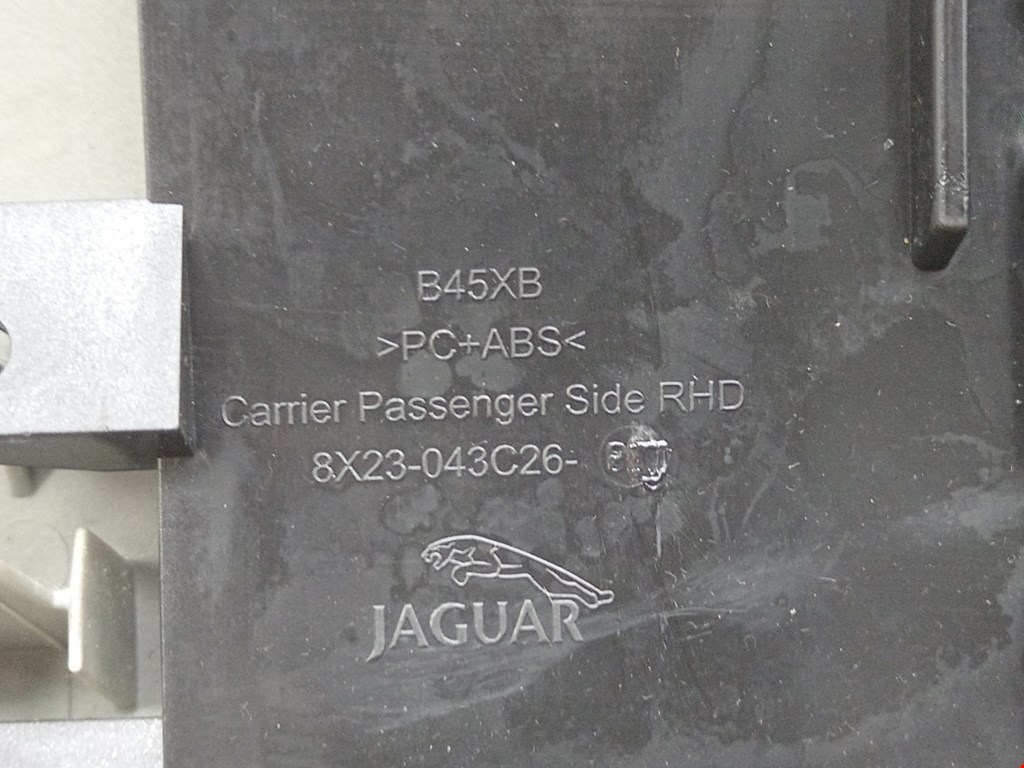 B45XB
>PC+ABS<
Carrier Passenger Side RHD
8X23-043C26-
JAGUAR